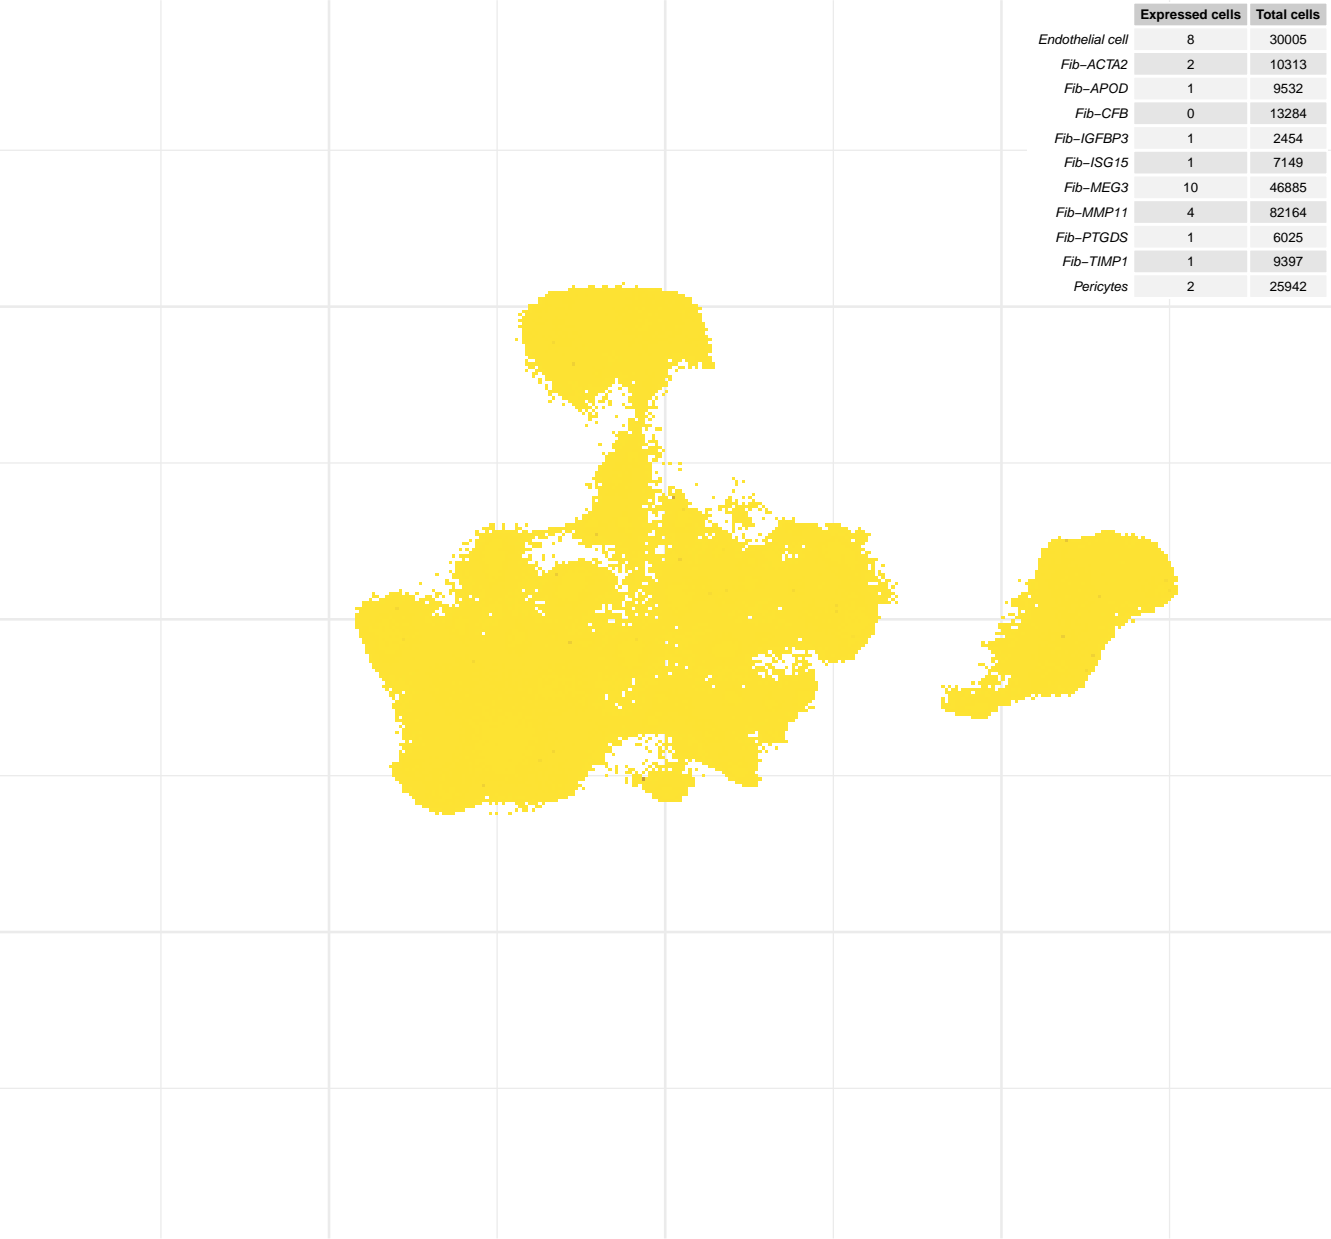 Expressed cells Total cells
Endothelial cell 8 30005
Fib−ACTA2 2 10313
Fib−APOD 1 9532
Fib−CFB 0 13284
Fib−IGFBP3 1 2454
Fib−ISG15 1 7149
Fib−MEG3 10 46885
Fib−MMP11 4 82164
Fib−PTGDS 1 6025
Fib−TIMP1 1 9397
Pericytes 2 25942